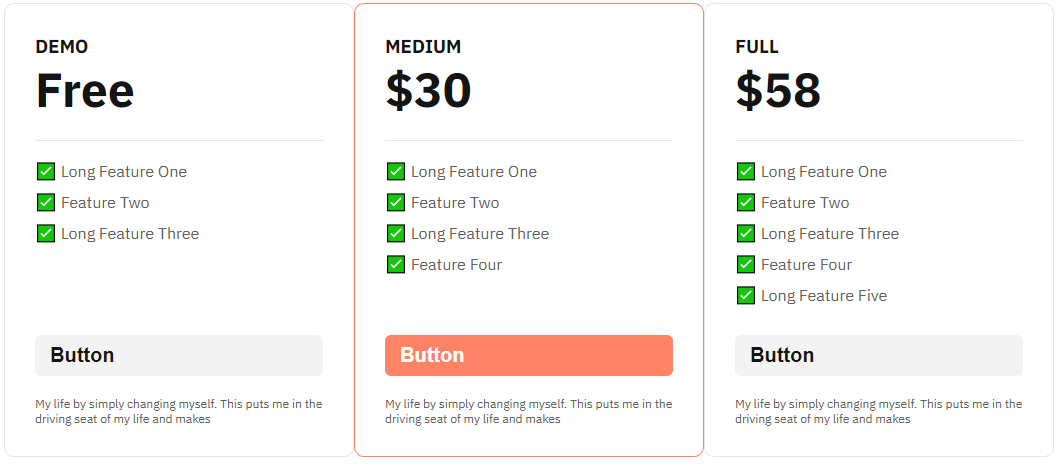 DEMO
Free
Long Feature One
Feature Two
Long Feature Three
Button
My life by simply changing myself. This puts me in the
driving seat of my life and makes
MEDIUM
$30
Long Feature One
Feature Two
Long Feature Three
Feature Four
Button
My life by simply changing myself. This puts me in the
driving seat of my life and makes
FULL
$58
Long Feature One
Feature Two
Long Feature Three
Feature Four
Long Feature Five
Button
My life by simply changing myself. This puts me in the
driving seat of my life and makes